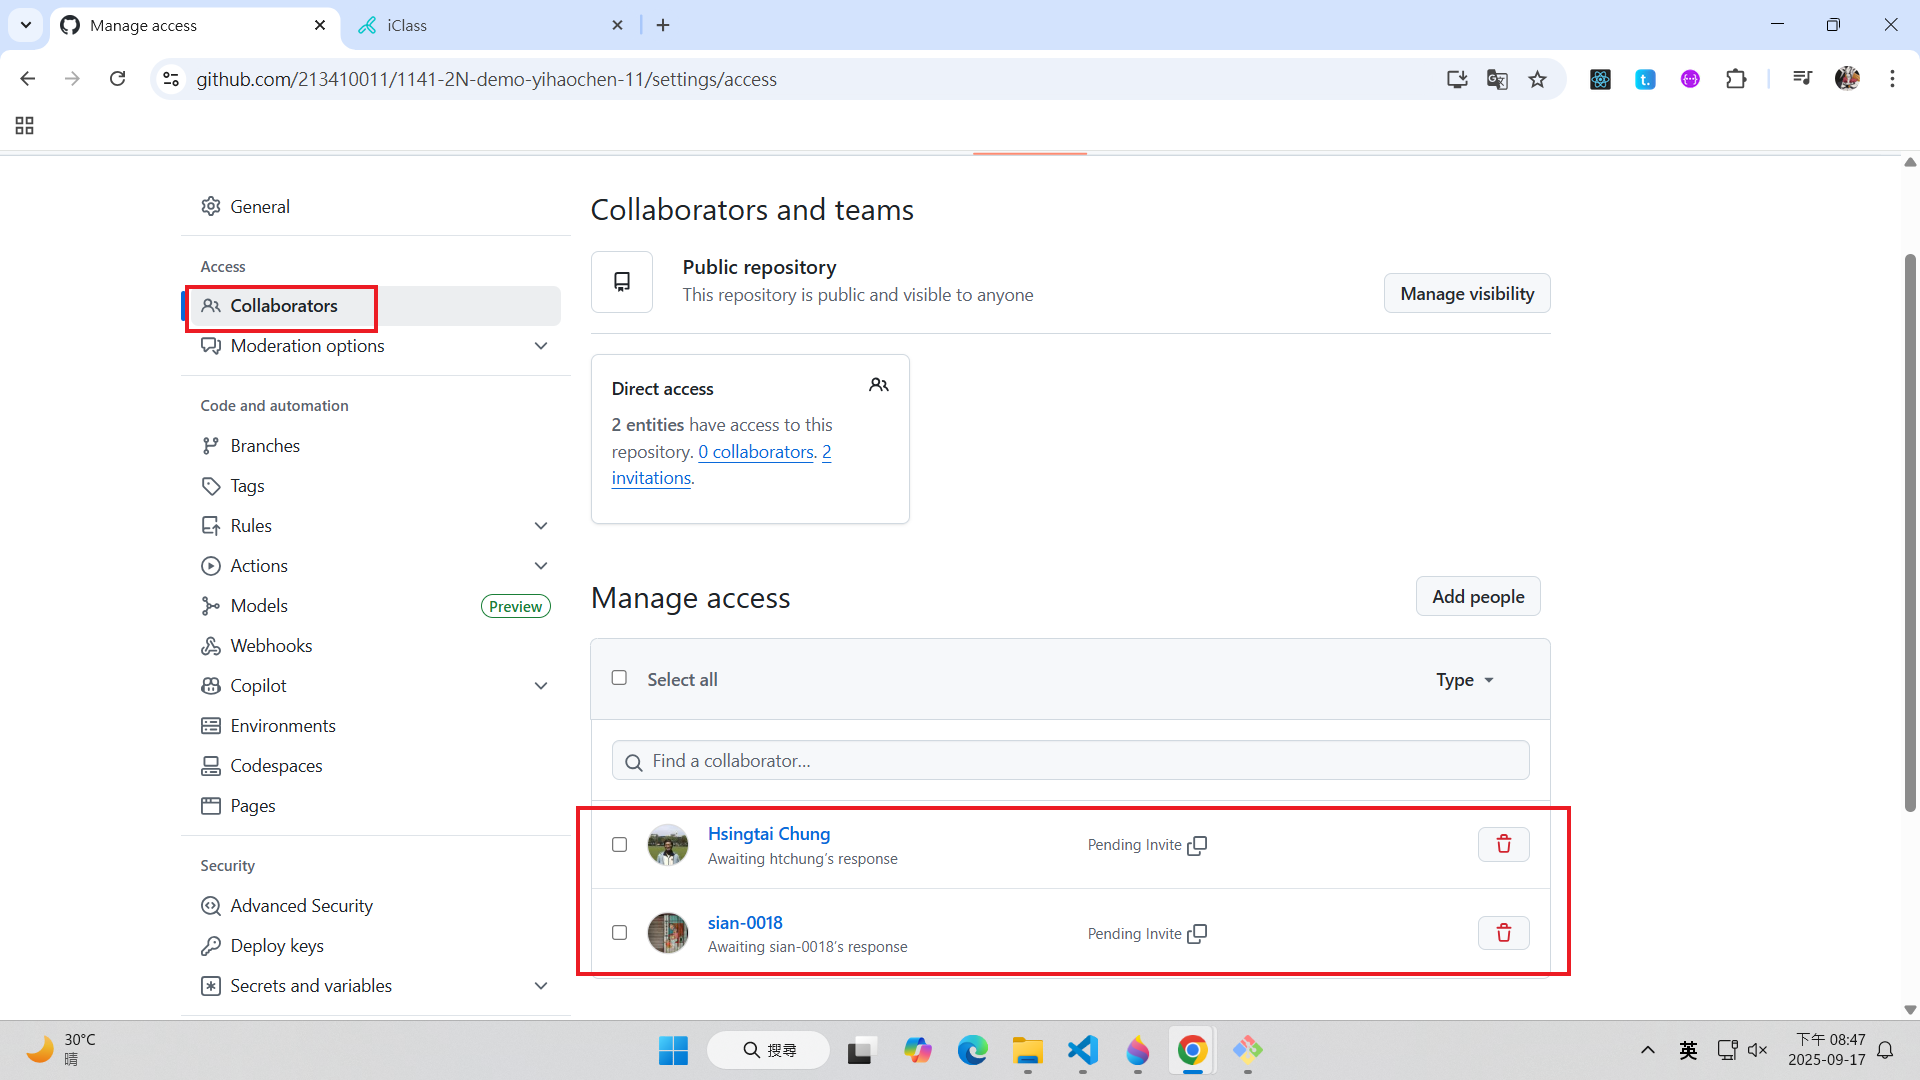 Manage access
iClass
github.com/213410011/1141-2N-demo-yihaochen-11/settings/access
General
Access
Collaborators
Moderation options
Code and automation
Branches
Tags
Rules
Actions
Models
Preview
Webhooks
Copilot
Environments
Codespaces
Pages
Security
Advanced Security
Deploy keys
Secrets and variables
Collaborators and teams
Public repository
This repository is public and visible to anyone
Manage visibility
Direct access
2 entities have access to this
repository. 0 collaborators. 2
invitations.
Manage access
Add people
Select all
Type
Find a collaborator...
Hsingtai Chung
Awaiting htchung's response
Pending Invite
sian-0018
Awaiting sian-0018's response
Pending Invite
30°C
晴
搜尋
英
下午 08:47
2025-09-17